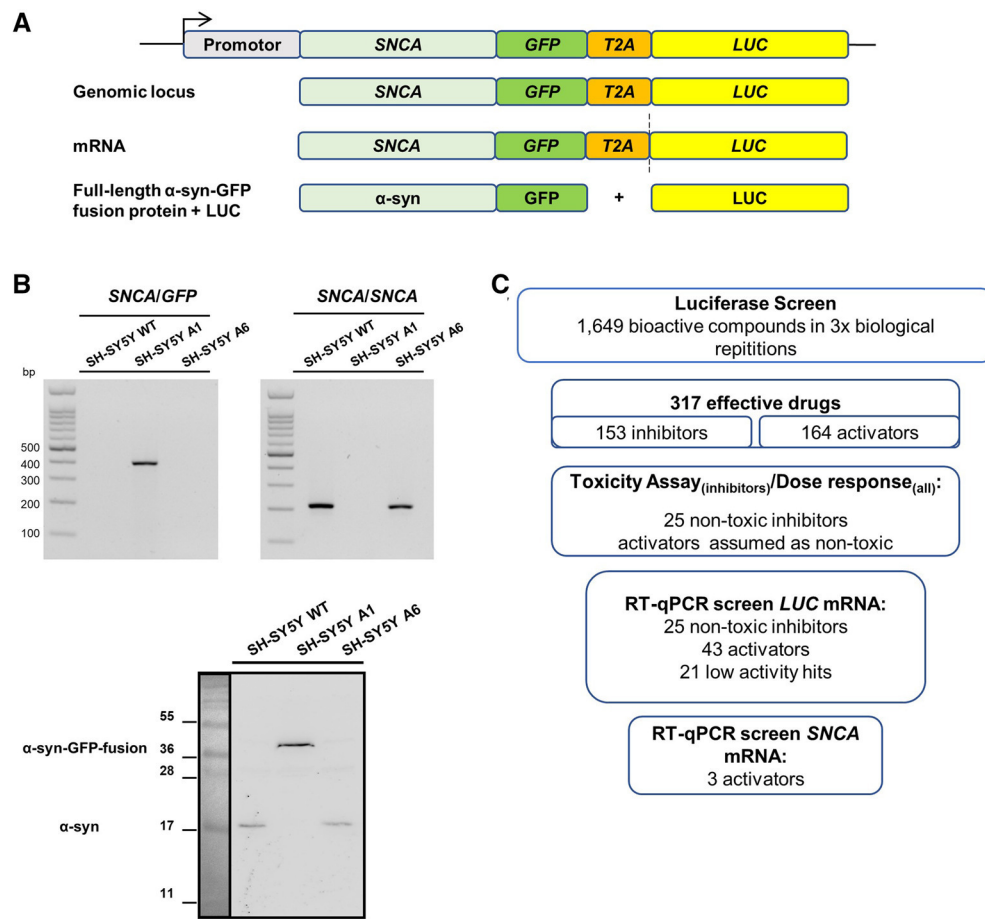 A
Promotor SNCA GFP T2A LUC
Genomic locus SNCA GFP T2A LUC
mRNA SNCA GFP T2A LUC
Full-length α-syn-GFP
fusion protein + LUC
α-syn GFP + LUC
B
SNCA/GFP
SH-SY5Y WT
SH-SY5Y A1
SH-SY5Y A6
bp
500
400
300
200
100
SNCA/SNCA
SH-SY5Y WT
SH-SY5Y A1
SH-SY5Y A6
SH-SY5Y WT
SH-SY5Y A1
SH-SY5Y A6
55
α-syn-GFP-fusion 36
28
α-syn 17
11
C
Luciferase Screen
1,649 bioactive compounds in 3x biological
repititions
317 effective drugs
153 inhibitors 164 activators
Toxicity Assay(inhibitors)/Dose response(all):
25 non-toxic inhibitors
activators assumed as non-toxic
RT-qPCR screen LUC mRNA:
25 non-toxic inhibitors
43 activators
21 low activity hits
RT-qPCR screen SNCA
mRNA:
3 activators